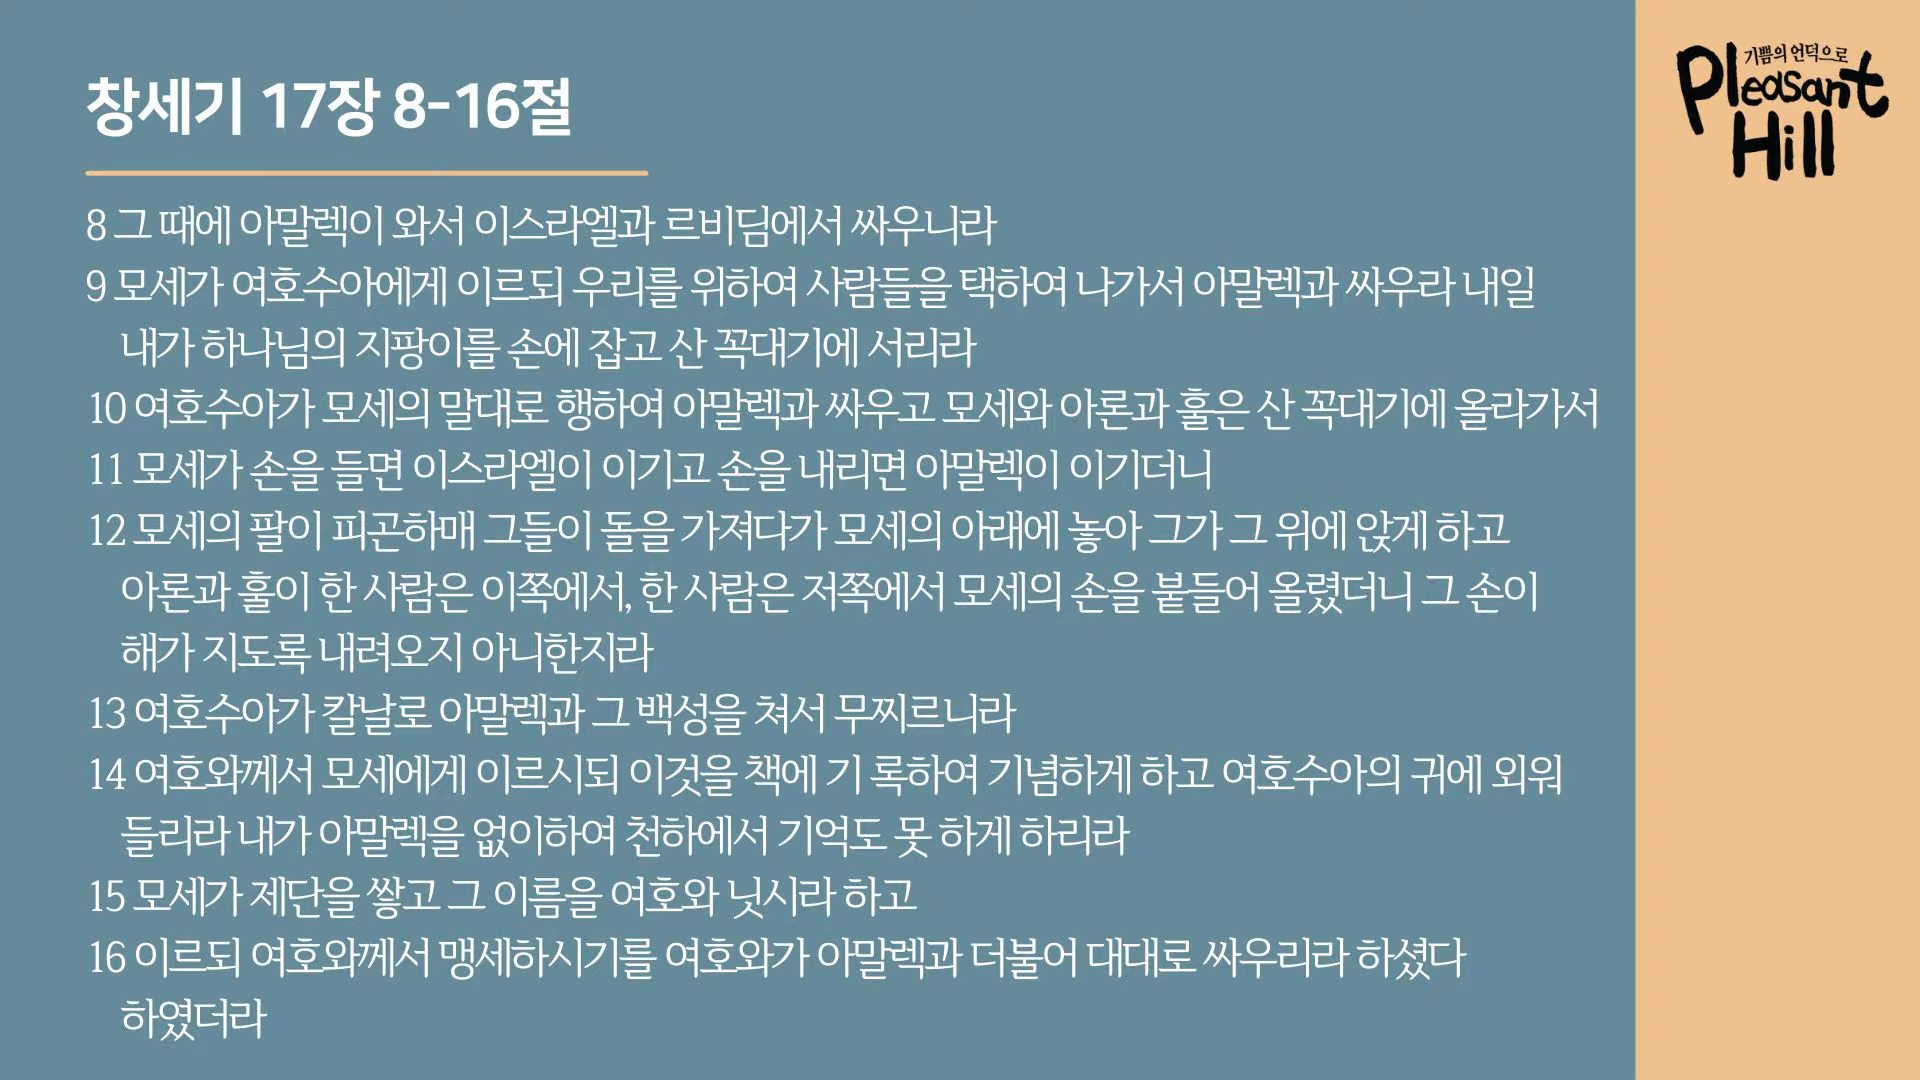 창세기 17장 8-16절
기쁨의 언덕으로
Pleasant
Hill
8 그 때에 아말렉이 와서 이스라엘과 르비딤에서 싸우니라
9 모세가 여호수아에게 이르되 우리를 위하여 사람들을 택하여 나가서 아말렉과 싸우라 내일
내가 하나님의 지팡이를 손에 잡고 산 꼭대기에 서리라
10 여호수아가 모세의 말대로 행하여 아말렉과 싸우고 모세와 아론과 훌은 산 꼭대기에 올라가서
11 모세가 손을 들면 이스라엘이 이기고 손을 내리면 아말렉이 이기더니
12 모세의 팔이 피곤하매 그들이 돌을 가져다가 모세의 아래에 놓아 그가 그 위에 앉게 하고
아론과 훌이 한 사람은 이쪽에서, 한 사람은 저쪽에서 모세의 손을 붙들어 올렸더니 그 손이
해가 지도록 내려오지 아니한지라
13 여호수아가 칼날로 아말렉과 그 백성을 쳐서 무찌르니라
14 여호와께서 모세에게 이르시되 이것을 책에 기 록하여 기념하게 하고 여호수아의 귀에 외워
들리라 내가 아말렉을 없이하여 천하에서 기억도 못 하게 하리라
15 모세가 제단을 쌓고 그 이름을 여호와 닛시라 하고
16 이르되 여호와께서 맹세하시기를 여호와가 아말렉과 더불어 대대로 싸우리라 하셨다
하였더라